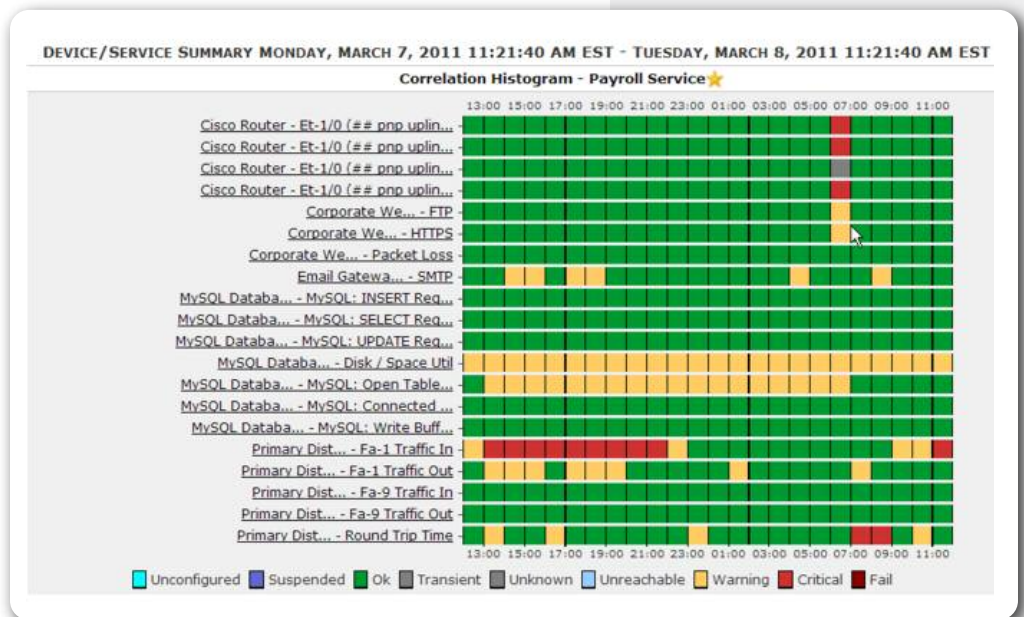 DEVICE/SERVICE SUMMARY MONDAY, MARCH 7, 2011 11:21:40 AM EST - TUESDAY, MARCH 8, 2011 11:21:40 AM EST
Correlation Histogram - Payroll Service
13:00 15:00 17:00 19:00 21:00 23:00 01:00 03:00 05:00 07:00 09:00 11:00
Cisco Router - Et-1/0 (## pnp uplin...
Cisco Router - Et-1/0 (## pnp uplin...
Cisco Router - Et-1/0 (## pnp uplin...
Cisco Router - Et-1/0 (## pnp uplin...
Corporate We... - FTP
Corporate We... - HTTPS
Corporate We... - Packet Loss
Email Gatewa... - SMTP
MySQL Databa... - MySQL: INSERT Req...
MySQL Databa... - MySQL: SELECT Req...
MySQL Databa... - MySQL: UPDATE Req...
MySQL Databa... - Disk / Space Util
MySQL Databa... - MySQL: Open Table...
MySQL Databa... - MySQL: Connected ...
MySQL Databa... - MySQL: Write Buff...
Primary Dist... - Fa-1 Traffic In
Primary Dist... - Fa-1 Traffic Out
Primary Dist... - Fa-9 Traffic In
Primary Dist... - Fa-9 Traffic Out
Primary Dist... - Round Trip Time
13:00 15:00 17:00 19:00 21:00 23:00 01:00 03:00 05:00 07:00 09:00 11:00
Unconfigured Suspended Ok Transient Unknown Unreachable Warning Critical Fail